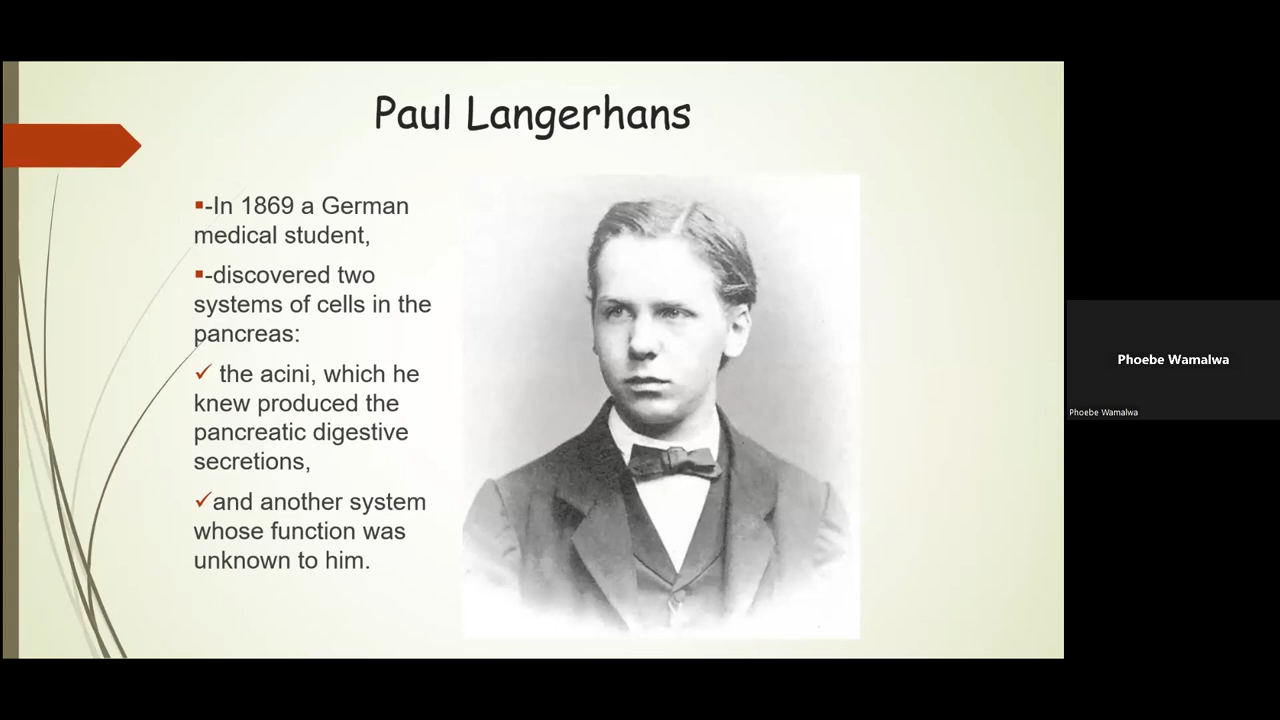 Paul Langerhans
▪-In 1869 a German
medical student,
▪-discovered two
systems of cells in the
pancreas:
✓ the acini, which he
knew produced the
pancreatic digestive
secretions,
✓and another system
whose function was
unknown to him.
Phoebe Wamalwa
Phoebe Wamalwa